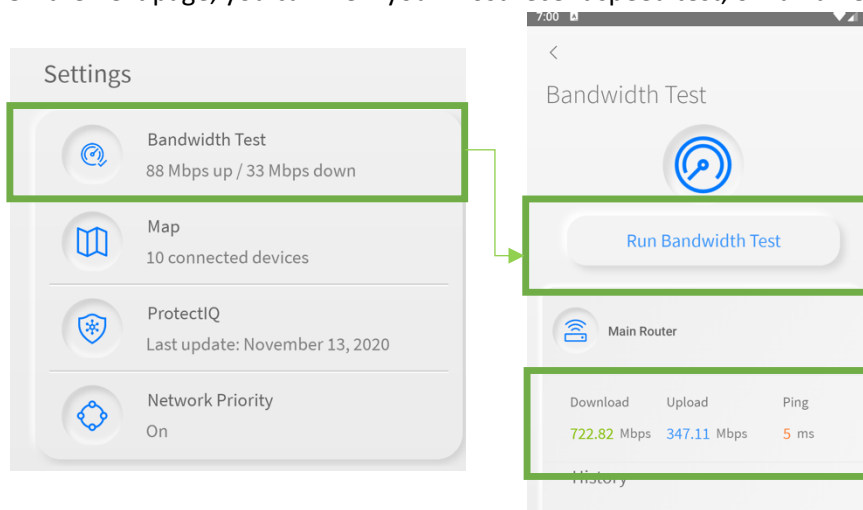 7:00
Settings
Bandwidth Test
88 Mbps up / 33 Mbps down
Map
10 connected devices
ProtectIQ
Last update: November 13, 2020
Network Priority
On
Bandwidth Test
Run Bandwidth Test
Main Router
Download Upload Ping
722.82 Mbps 347.11 Mbps 5 ms
History